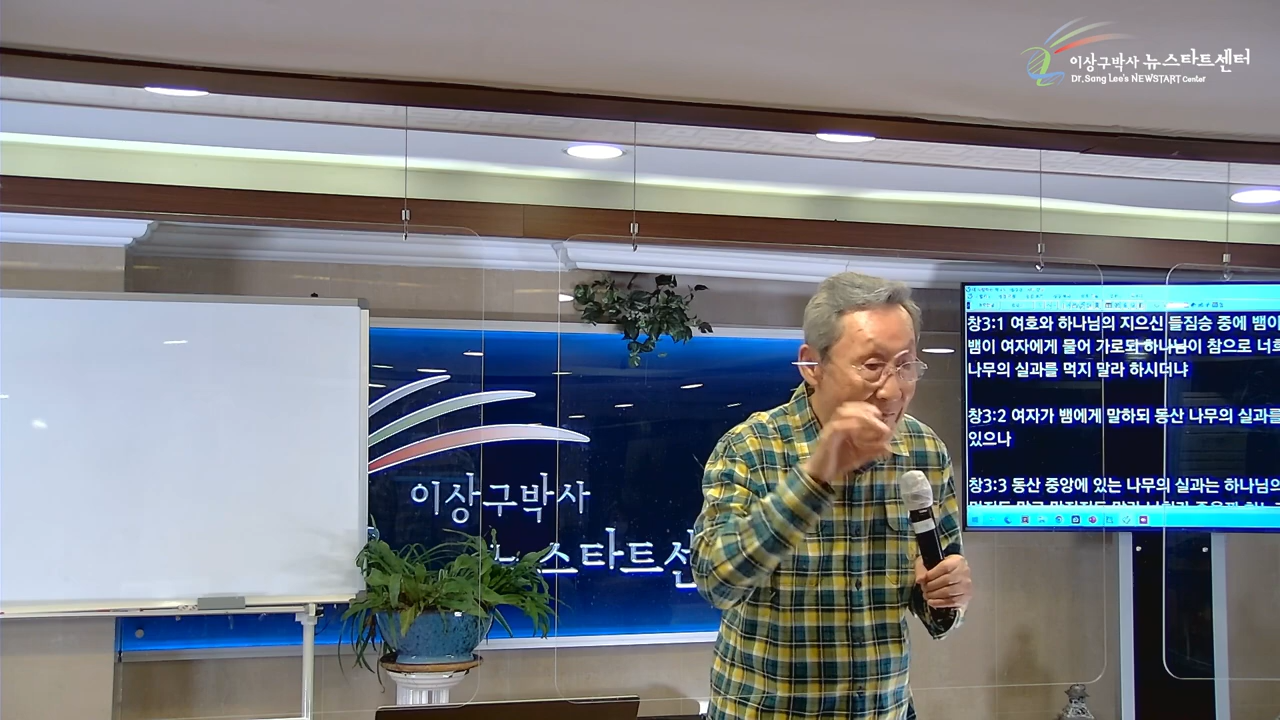 이상구박사 뉴스타트센터
Dr. Sang Lee's NEWSTART Center
이상구박사
스타트센
창3:1 여호와 하나님의 지으신 들짐승 중에 뱀이
뱀이 여자에게 물어 가로되 하나님이 참으로 너희
나무의 실과를 먹지 말라 하시더냐
창3:2 여자가 뱀에게 말하되 동산 나무의 실과를
있으나
창3:3 동산 중앙에 있는 나무의 실과는 하나님의